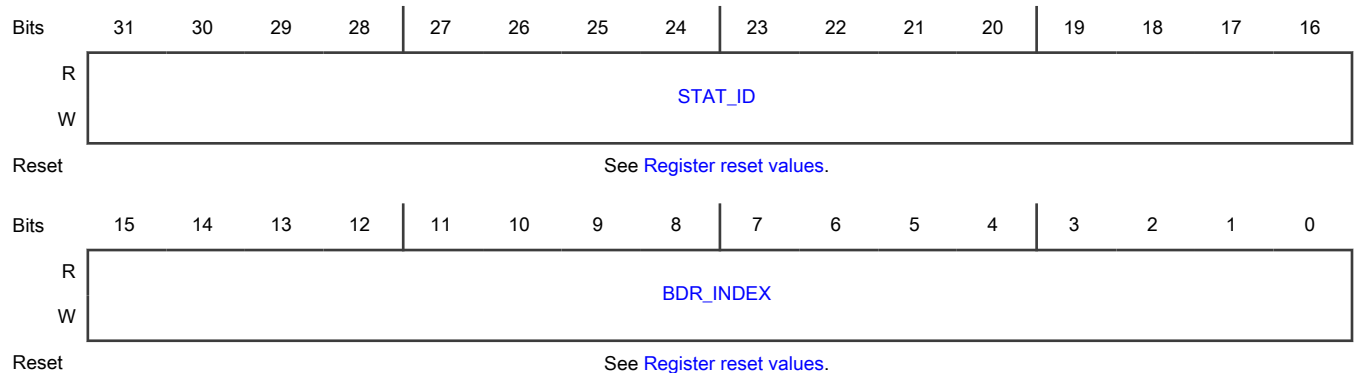 Bits 31 30 29 28 27 26 25 24 23 22 21 20 19 18 17 16
R
STAT_ID
W
Reset See Register reset values.
Bits 15 14 13 12 11 10 9 8 7 6 5 4 3 2 1 0
R
BDR_INDEX
W
Reset See Register reset values.